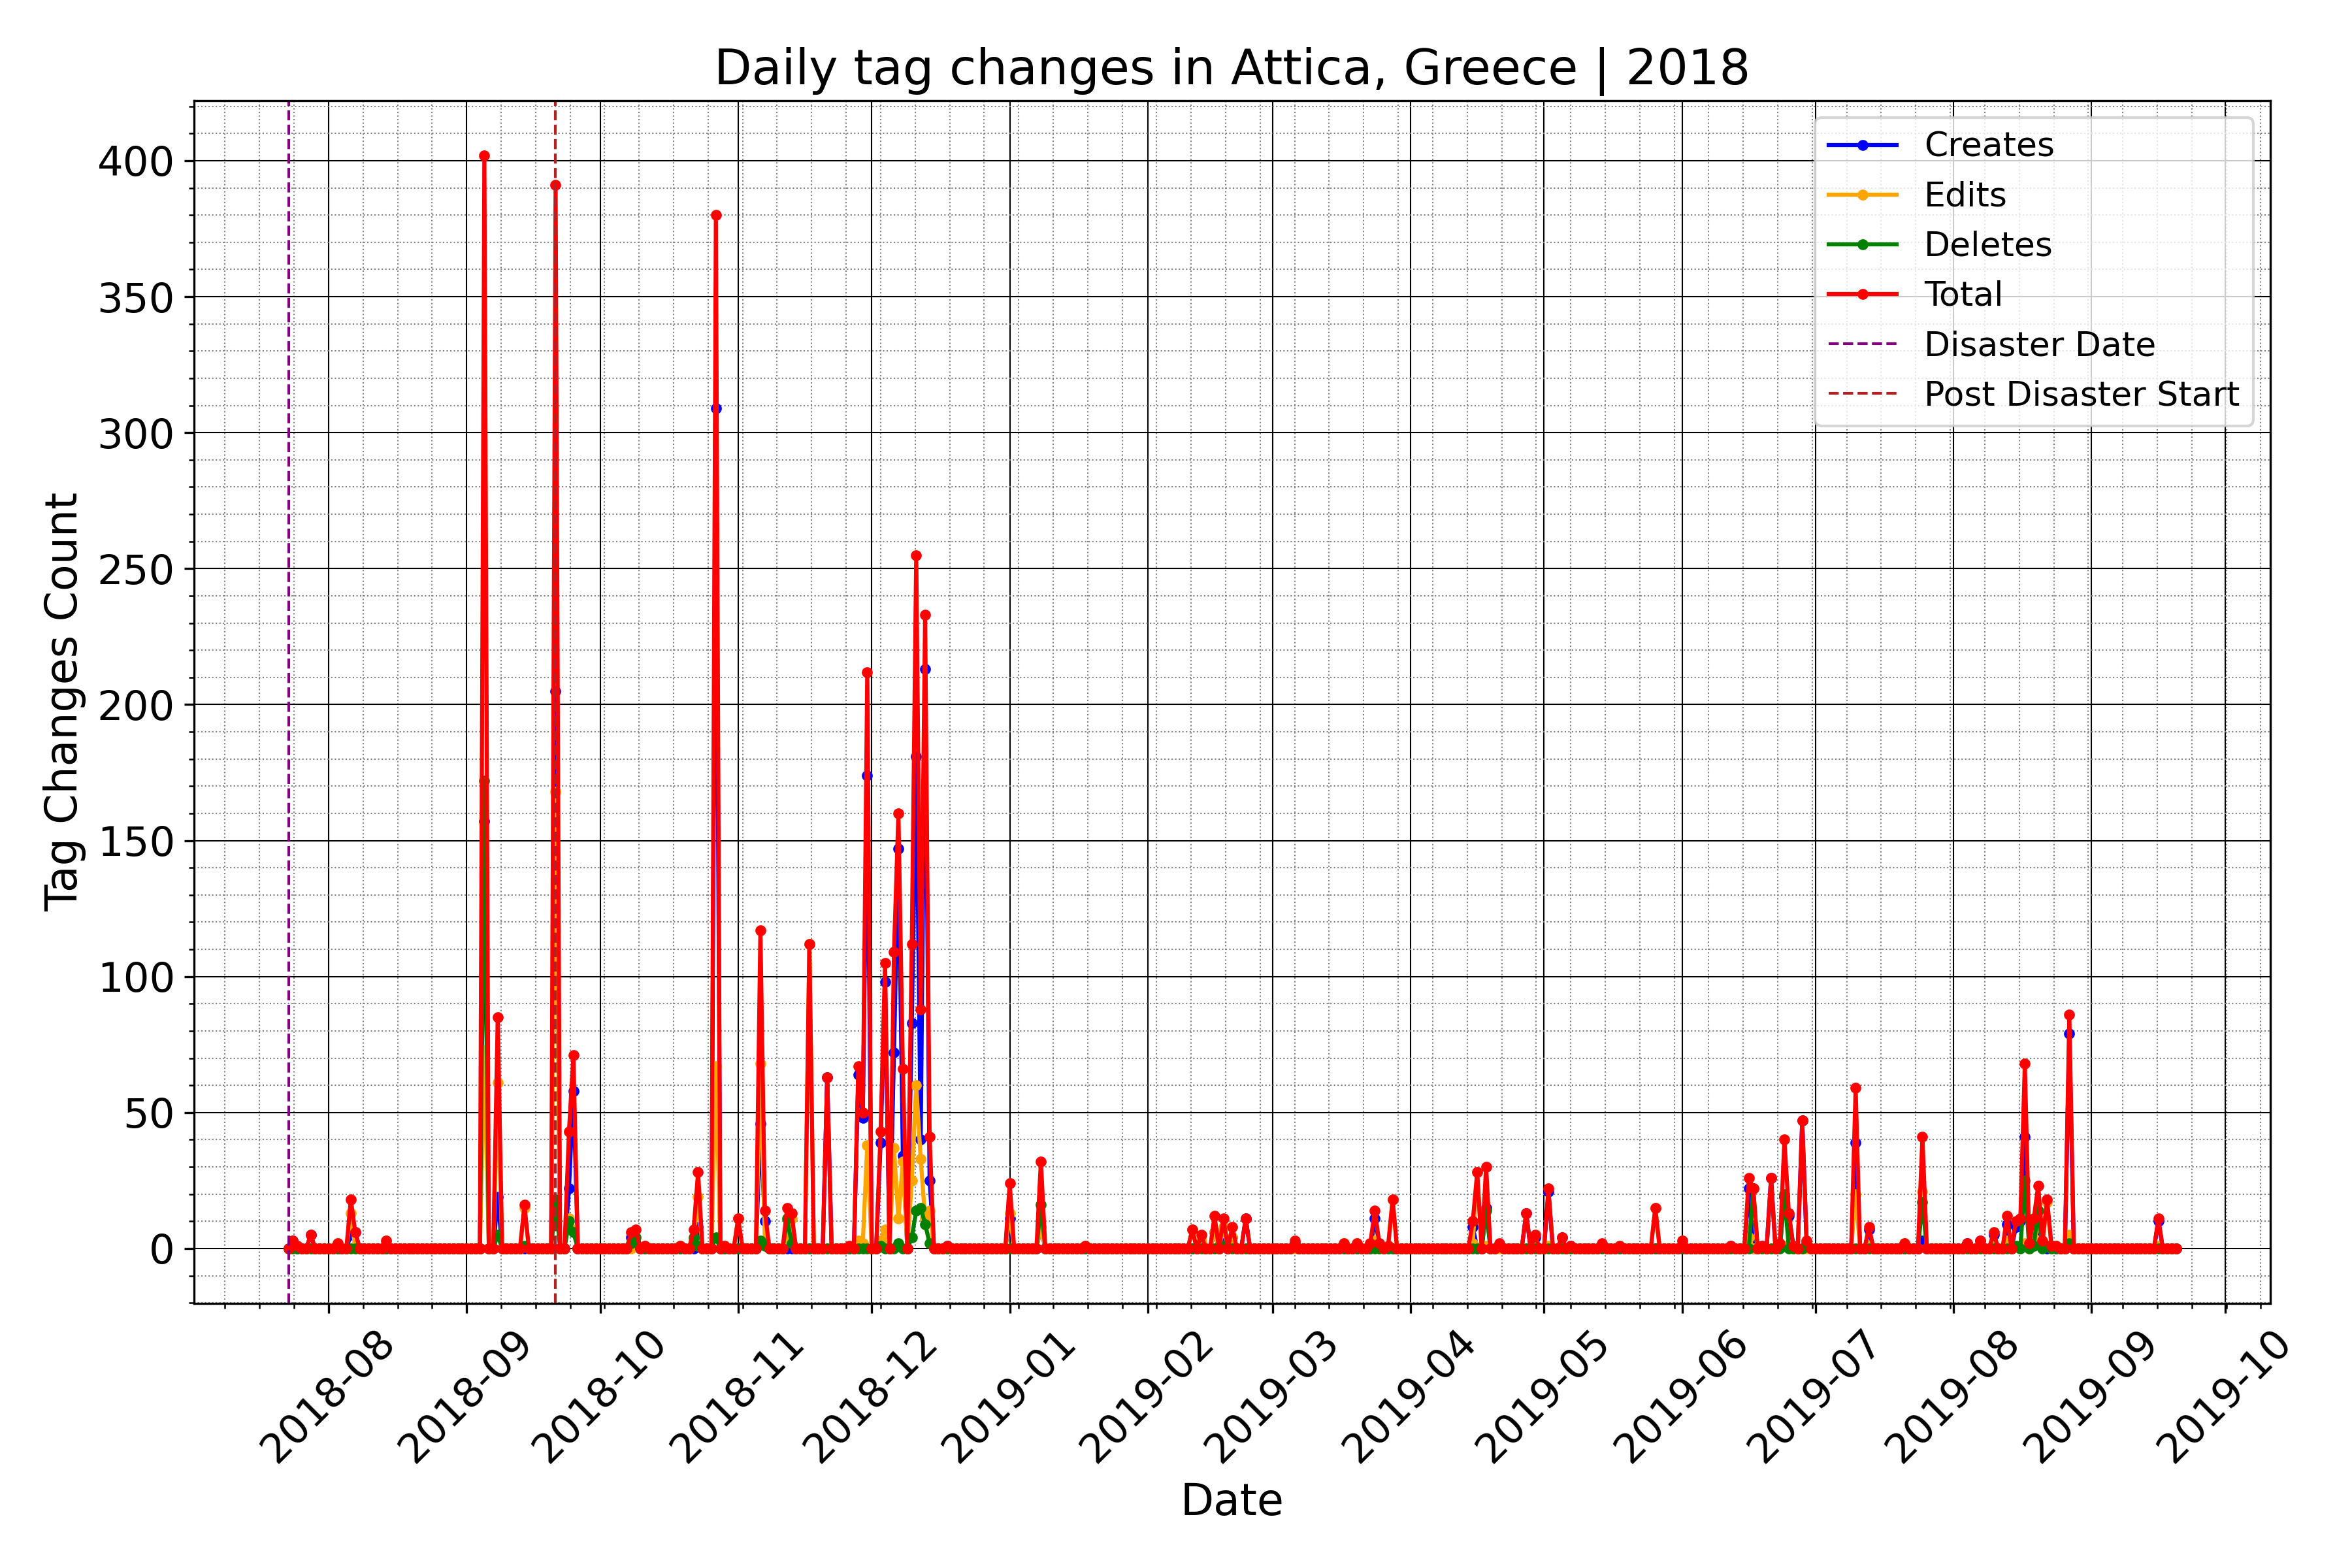 Daily tag changes in Attica, Greece | 2018
Tag Changes Count
400
350
300
250
200
150
100
50
0
Creates
Edits
Deletes
Total
Disaster Date
Post Disaster Start
2018-08
2018-09
2018-10
2018-11
2018-12
2019-01
2019-02
2019-03
2019-04
2019-05
2019-06
2019-07
2019-08
2019-09
2019-10
Date